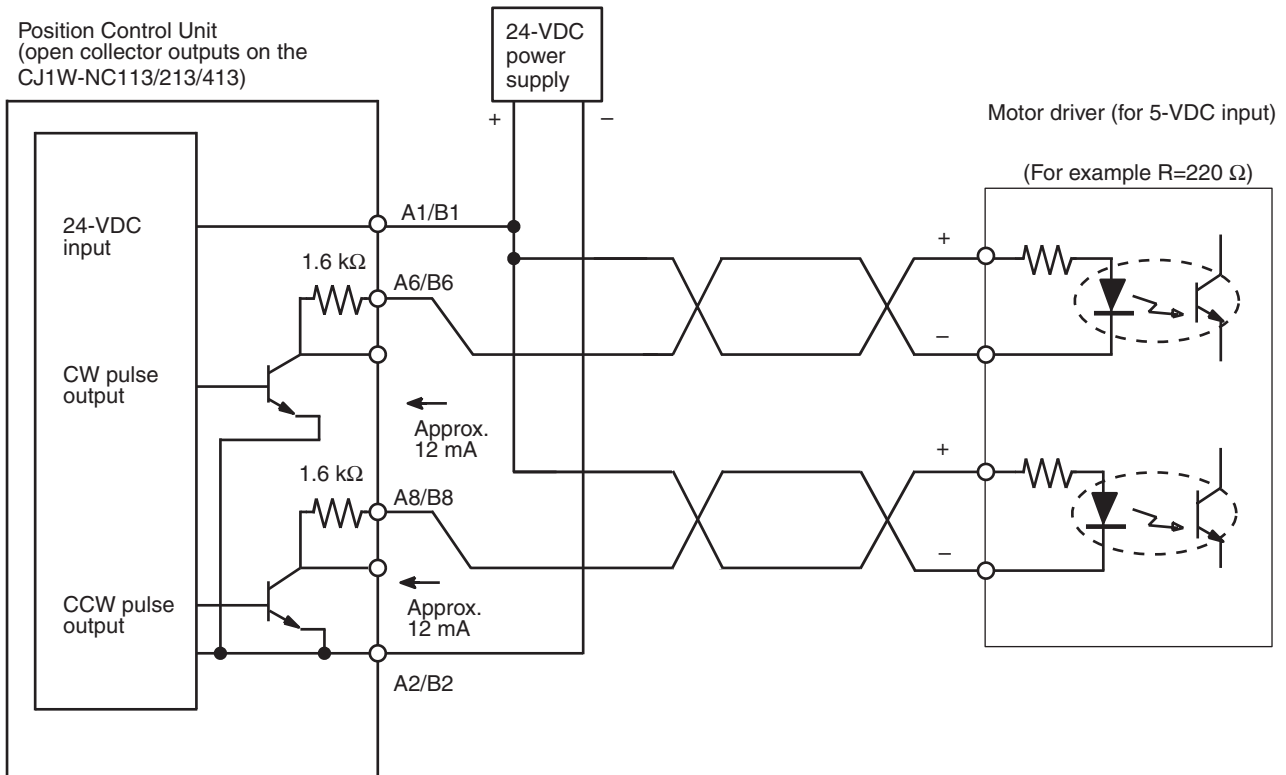 Position Control Unit
(open collector outputs on the
CJ1W-NC113/213/413)
24-VDC
power
supply
+
–
Motor driver (for 5-VDC input)
(For example R=220 Ω)
24-VDC
input
A1/B1
1.6 kΩ
A6/B6
+
–
CW pulse
output
Approx.
12 mA
1.6 kΩ
A8/B8
+
–
CCW pulse
output
Approx.
12 mA
A2/B2